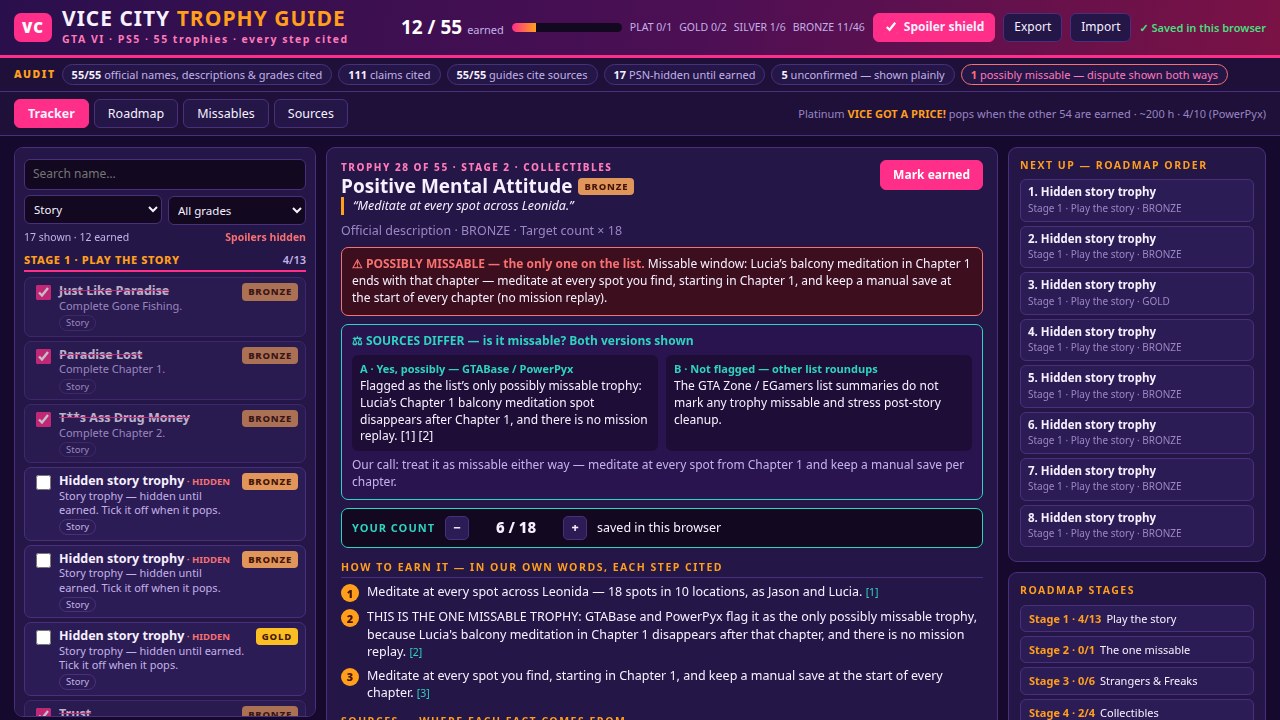 VC
VICE CITY TROPHY GUIDE
GTA VI · PS5 · 55 trophies · every step cited
12 / 55 earned
PLAT 0/1 GOLD 0/2 SILVER 1/6 BRONZE 11/46
✓ Spoiler shield
Export
Import
✓ Saved in this browser
AUDIT
55/55 official names, descriptions & grades cited
111 claims cited
55/55 guides cite sources
17 PSN-hidden until earned
5 unconfirmed — shown plainly
1 possibly missable — dispute shown both ways
Tracker
Roadmap
Missables
Sources
Platinum VICE GOT A PRICE! pops when the other 54 are earned · ~200 h · 4/10 (PowerPyx)
Search name...
Story
All grades
17 shown · 12 earned
Spoilers hidden
STAGE 1 · PLAY THE STORY
4/13
Just Like Paradise
BRONZE
Complete Gone Fishing.
Story
Paradise Lost
BRONZE
Complete Chapter 1.
Story
T**s Ass Drug Money
BRONZE
Complete Chapter 2.
Story
Hidden story trophy · HIDDEN
BRONZE
Story trophy — hidden until
earned. Tick it off when it pops.
Story
Hidden story trophy · HIDDEN
BRONZE
Story trophy — hidden until
earned. Tick it off when it pops.
Story
Hidden story trophy · HIDDEN
GOLD
Story trophy — hidden until earned.
Tick it off when it pops.
Story
Trust
BRONZE
TROPHY 28 OF 55 · STAGE 2 · COLLECTIBLES
Positive Mental Attitude BRONZE
Mark earned
“Meditate at every spot across Leonida.”
Official description · BRONZE · Target count × 18
⚠ POSSIBLY MISSABLE — the only one on the list. Missable window: Lucia’s balcony meditation in Chapter 1
ends with that chapter — meditate at every spot you find, starting in Chapter 1, and keep a manual save at
the start of every chapter (no mission replay).
⚖ SOURCES DIFFER — is it missable? Both versions shown
A · Yes, possibly — GTABase / PowerPyx
Flagged as the list’s only possibly missable trophy:
Lucia’s Chapter 1 balcony meditation spot
disappears after Chapter 1, and there is no mission
replay. [1] [2]
B · Not flagged — other list roundups
The GTA Zone / EGamers list summaries do not
mark any trophy missable and stress post-story
cleanup.
Our call: treat it as missable either way — meditate at every spot from Chapter 1 and keep a manual save per
chapter.
YOUR COUNT
−
6 / 18
+
saved in this browser
HOW TO EARN IT — IN OUR OWN WORDS, EACH STEP CITED
1 Meditate at every spot across Leonida — 18 spots in 10 locations, as Jason and Lucia. [1]
2 THIS IS THE ONE MISSABLE TROPHY: GTABase and PowerPyx flag it as the only possibly missable trophy,
because Lucia's balcony meditation in Chapter 1 disappears after that chapter, and there is no mission
replay. [2]
3 Meditate at every spot you find, starting in Chapter 1, and keep a manual save at the start of every
chapter. [3]
SOURCES — WHERE EACH FACT COMES FROM
NEXT UP — ROADMAP ORDER
1. Hidden story trophy
Stage 1 · Play the story · BRONZE
2. Hidden story trophy
Stage 1 · Play the story · BRONZE
3. Hidden story trophy
Stage 1 · Play the story · GOLD
4. Hidden story trophy
Stage 1 · Play the story · BRONZE
5. Hidden story trophy
Stage 1 · Play the story · BRONZE
6. Hidden story trophy
Stage 1 · Play the story · BRONZE
7. Hidden story trophy
Stage 1 · Play the story · BRONZE
8. Hidden story trophy
Stage 1 · Play the story · BRONZE
ROADMAP STAGES
Stage 1 · 4/13 Play the story
Stage 2 · 0/1 The one missable
Stage 3 · 0/6 Strangers & Freaks
Stage 4 · 2/4 Collectibles